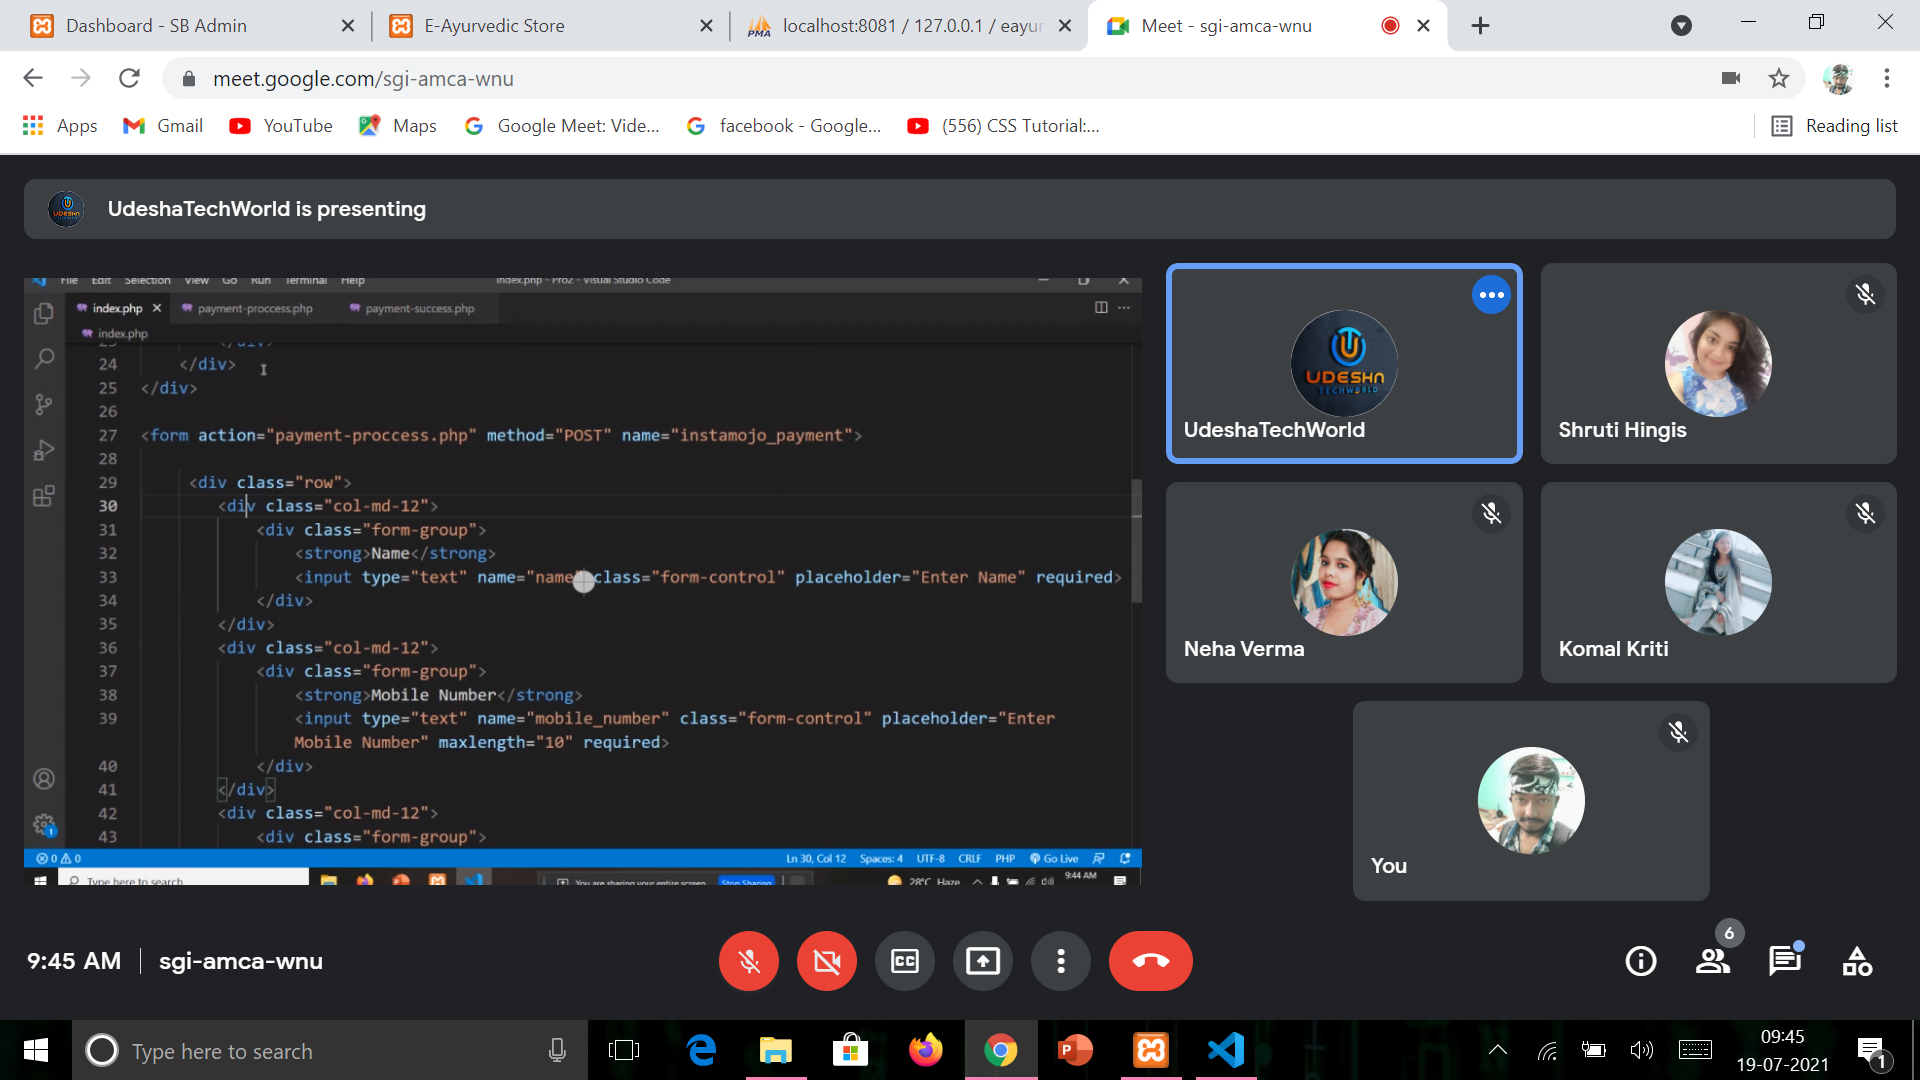 Dashboard - SB Admin
E-Ayurvedic Store
localhost:8081 / 127.0.0.1 / eayur
Meet - sgi-amca-wnu
meet.google.com/sgi-amca-wnu
Apps
Gmail
YouTube
Maps
Google Meet: Vide...
facebook - Google...
(556) CSS Tutorial:...
Reading list
UdeshaTechWorld is presenting
File Edit Selection View Go Run Terminal Help
index.php - Pro2 - Visual Studio Code
index.php
payment-proccess.php
payment-success.php
index.php
23 </div>
24 </div>
25 </div>
26
27 <form action="payment-proccess.php" method="POST" name="instamojo_payment">
28
29 <div class="row">
30 <div class="col-md-12">
31 <div class="form-group">
32 <strong>Name</strong>
33 <input type="text" name="name" class="form-control" placeholder="Enter Name" required>
34 </div>
35 </div>
36 <div class="col-md-12">
37 <div class="form-group">
38 <strong>Mobile Number</strong>
39 <input type="text" name="mobile_number" class="form-control" placeholder="Enter
Mobile Number" maxlength="10" required>
40 </div>
41 </div>
42 <div class="col-md-12">
43 <div class="form-group">
1
0 0
Ln 30, Col 12 Spaces: 4 UTF-8 CRLF PHP Go Live
Type here to search
You are sharing your entire screen
Stop Sharing
28°C Haze
9:44 AM
UDESHA
TECHWORLD
UdeshaTechWorld
Shruti Hingis
Neha Verma
Komal Kriti
You
9:45 AM
sgi-amca-wnu
CC
6
Type here to search
09:45
19-07-2021
1